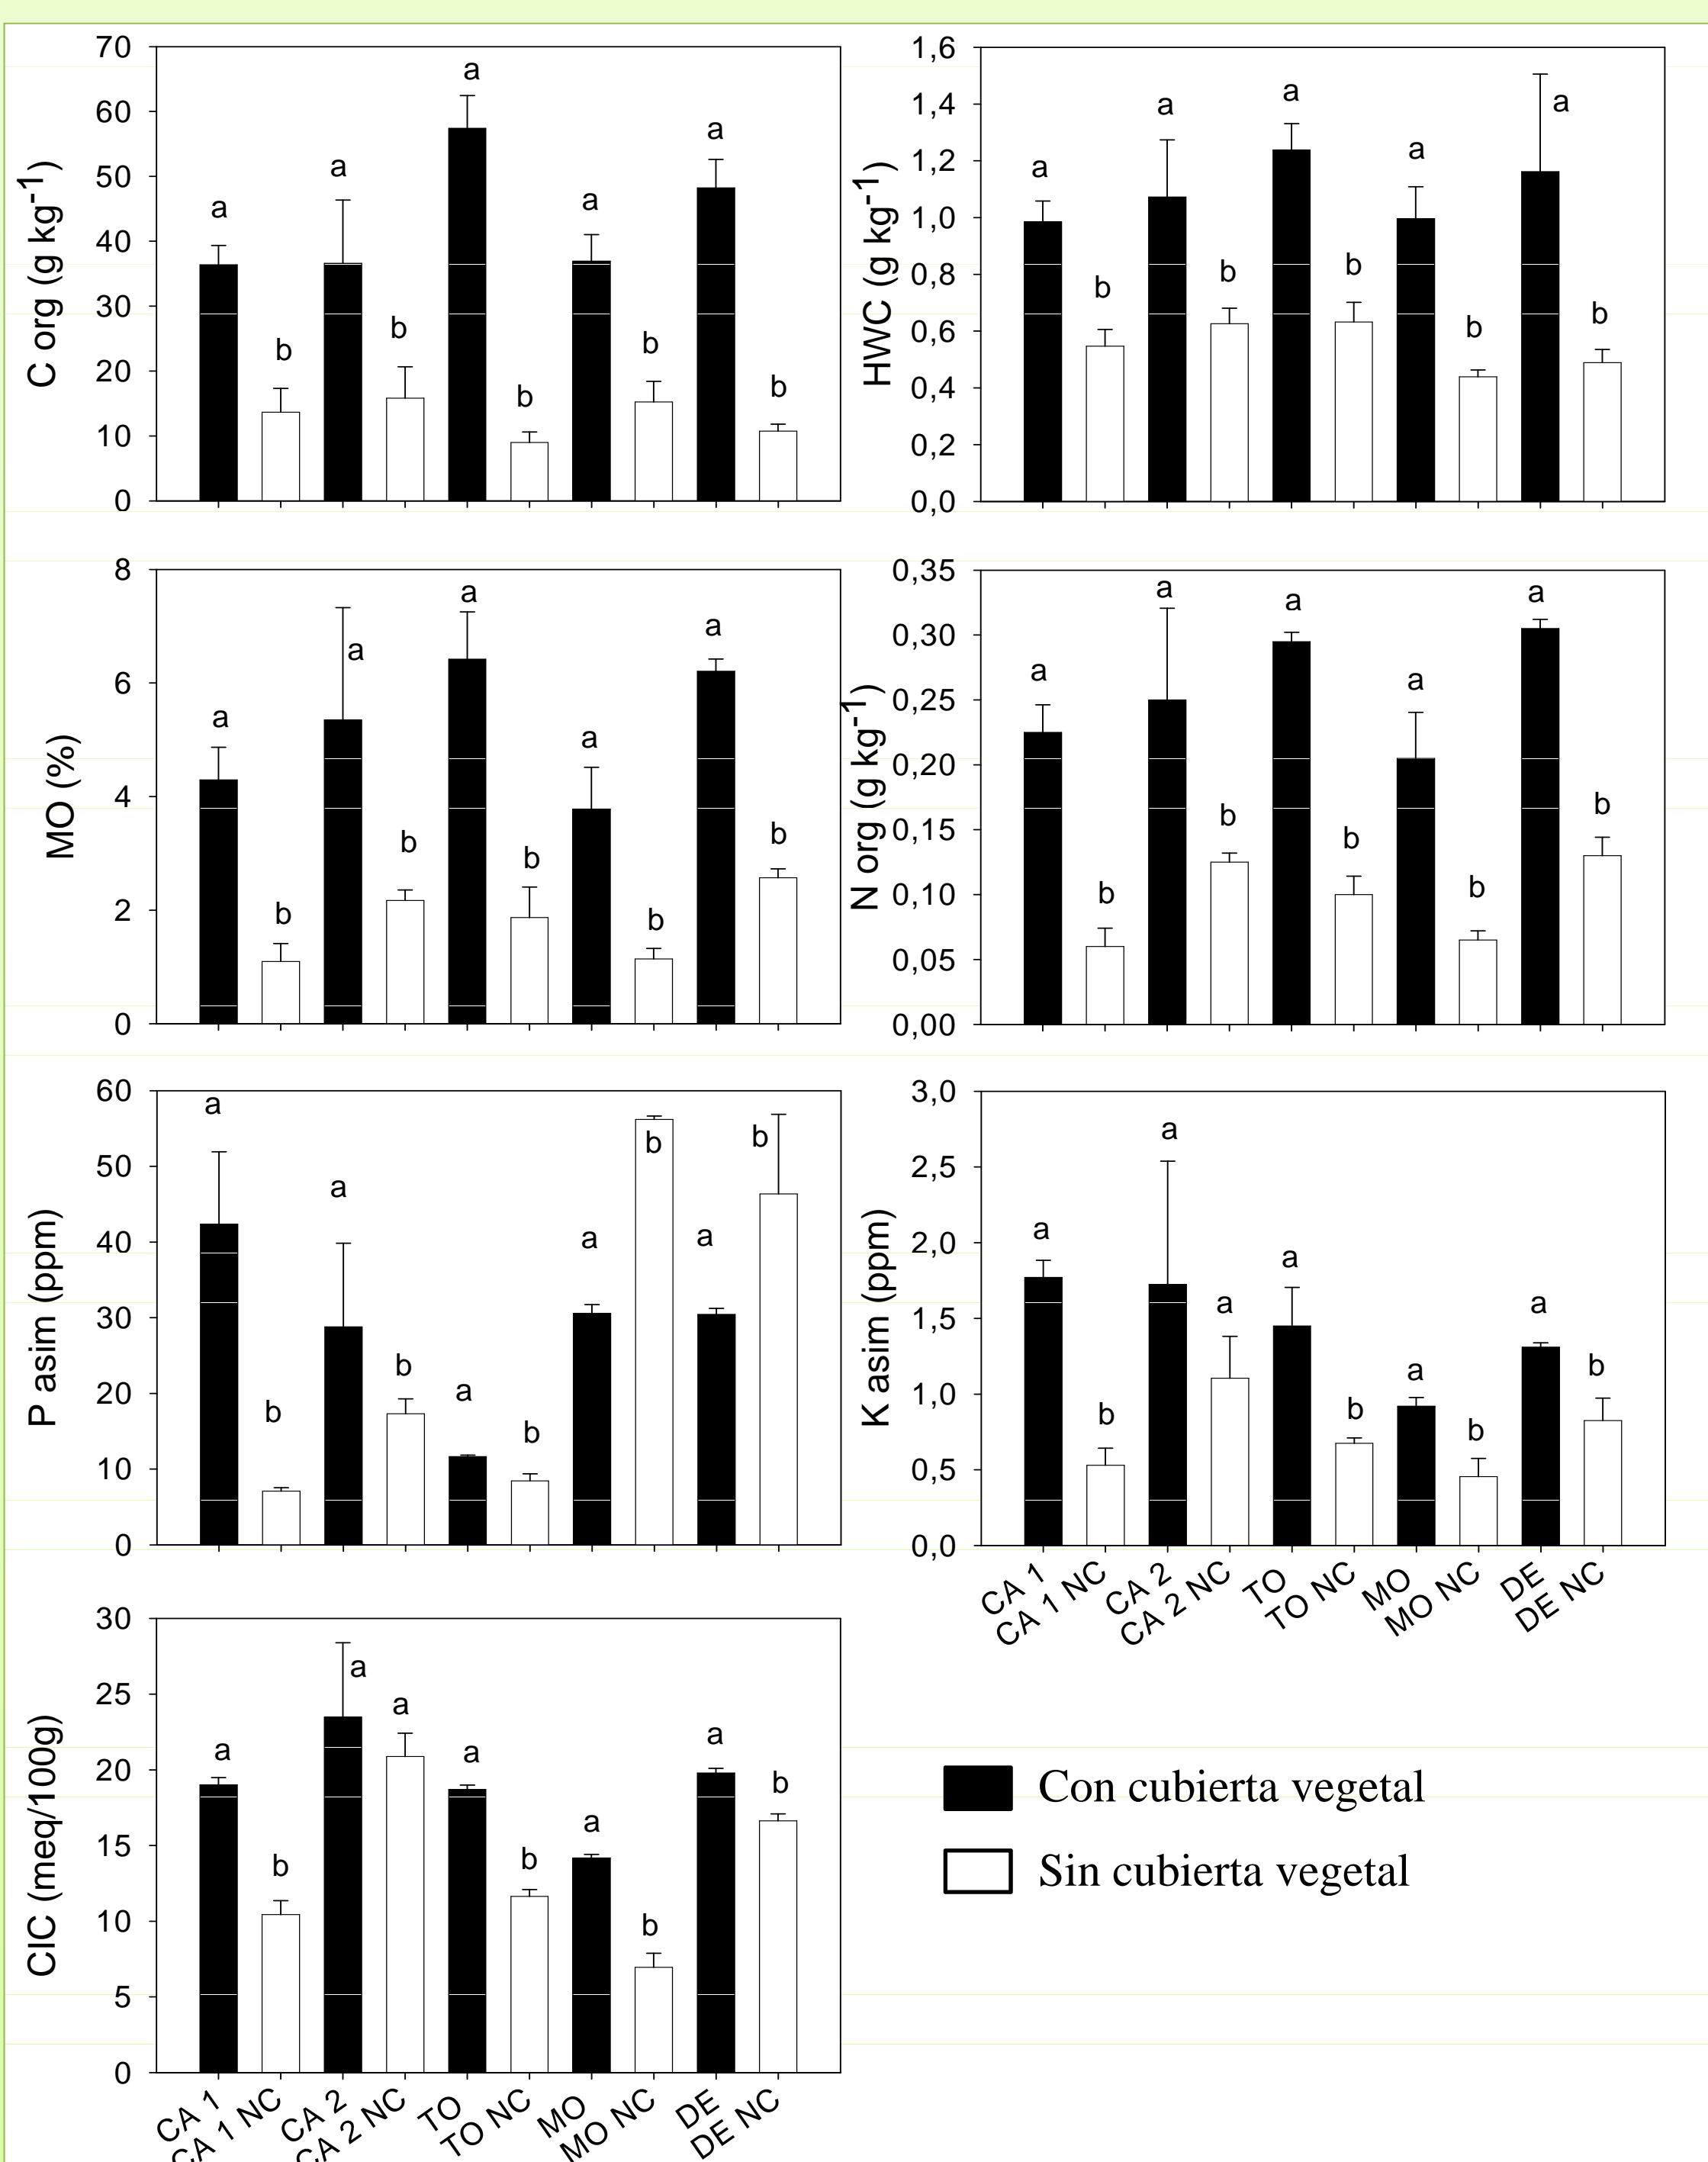 70
60
50
40
30
20
10
0
C org (g kg-1)
a
b
a
b
a
b
a
b
a
b
1,6
1,4
1,2
1,0
0,8
0,6
0,4
0,2
0,0
HWC (g kg-1)
a
b
a
b
a
b
a
b
a
b
8
6
4
2
0
MO (%)
a
b
a
b
a
b
a
b
a
b
0,35
0,30
0,25
0,20
0,15
0,10
0,05
0,00
N org (g kg-1)
a
b
a
b
a
b
a
b
a
b
60
50
40
30
20
10
0
P asim (ppm)
a
b
a
b
a
b
a
b
a
b
3,0
2,5
2,0
1,5
1,0
0,5
0,0
K asim (ppm)
a
b
a
a
a
b
a
b
a
b
CA 1
CA 1 NC
CA 2
CA 2 NC
TO
TO NC
MO
MO NC
DE
DE NC
30
25
20
15
10
5
0
CIC (meq/100g)
a
b
a
a
a
b
a
b
a
b
CA 1
CA 1 NC
CA 2
CA 2 NC
TO
TO NC
MO
MO NC
DE
DE NC
Con cubierta vegetal
Sin cubierta vegetal